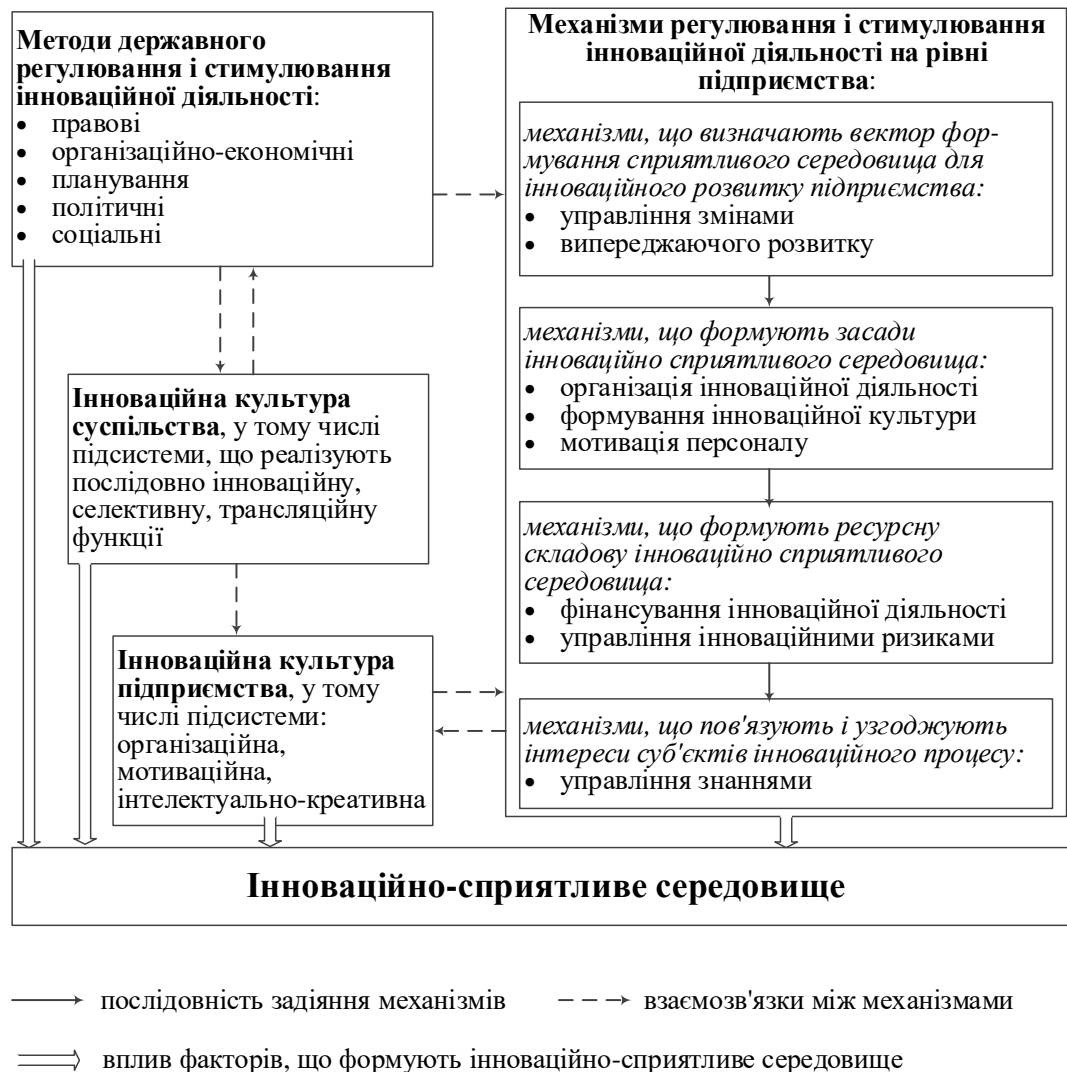 Методи державного
регулювання і стимулювання
інноваційної діяльності:
• правові
• організаційно-економічні
• планування
• політичні
• соціальні
Інноваційна культура
суспільства, у тому числі
підсистеми, що реалізують
послідовно інноваційну,
селективну, трансляційну
функції
Інноваційна культура
підприємства, у тому
числі підсистеми:
організаційна,
мотиваційна,
інтелектуально-креативна
Механізми регулювання і стимулювання
інноваційної діяльності на рівні
підприємства:
механізми, що визначають вектор фор-
мування сприятливого середовища для
інноваційного розвитку підприємства:
• управління змінами
• випереджаючого розвитку
механізми, що формують засади
інноваційно сприятливого середовища:
• організація інноваційної діяльності
• формування інноваційної культури
• мотивація персоналу
механізми, що формують ресурсну
складову інноваційно сприятливого
середовища:
• фінансування інноваційної діяльності
• управління інноваційними ризиками
механізми, що пов'язують і узгоджують
інтереси суб'єктів інноваційного процесу:
• управління знаннями
Інноваційно-сприятливе середовище
послідовність задіяння механізмів
взаємозв'язки між механізмами
вплив факторів, що формують інноваційно-сприятливе середовище